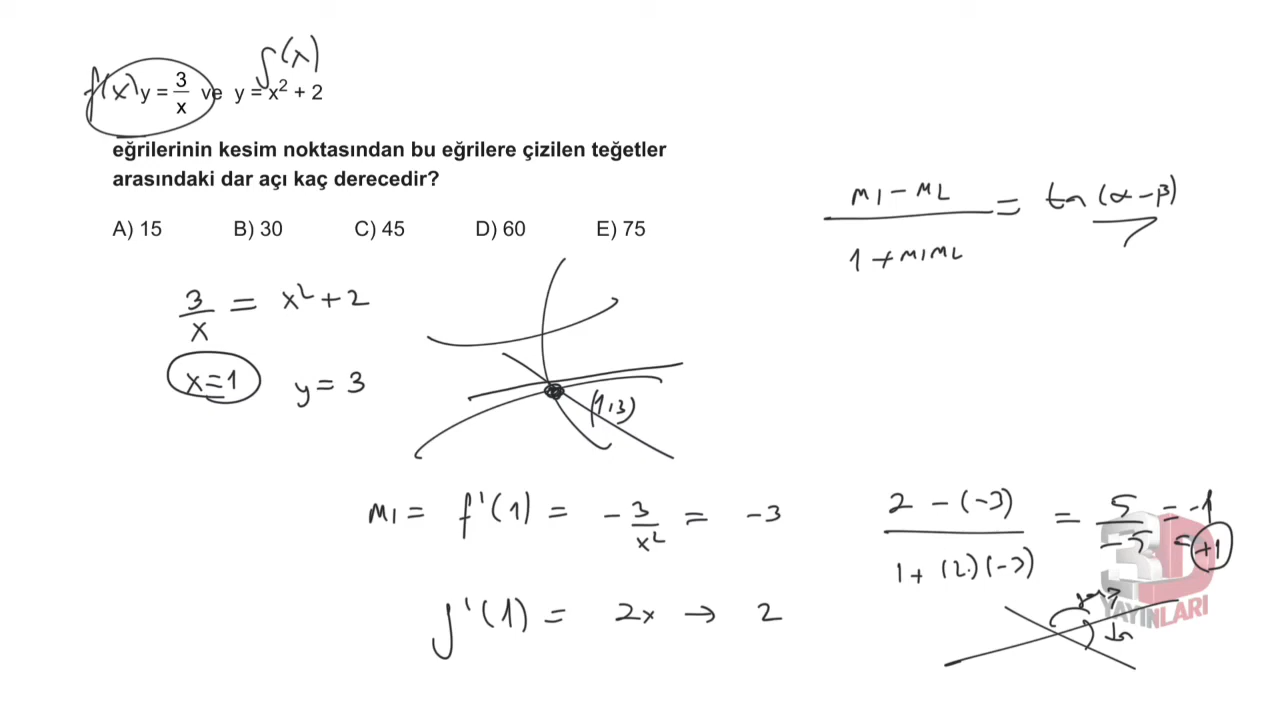 f(x) y = 3/x ve y = x² + 2
g(x)
eğrilerinin kesim noktasından bu eğrilere çizilen teğetler
arasındaki dar açı kaç derecedir?
A) 15 B) 30 C) 45 D) 60 E) 75
3/x = x² + 2
x=1 y = 3
(1,3)
m1 - m2 / 1 + m1m2 = tan (α-β)
m1 = f'(1) = - 3/x² = -3
g'(1) = 2x → 2
2 - (-3) / 1 + (2).(-3) = 5/-5 = -1
= +1
3D
YAYINLARI